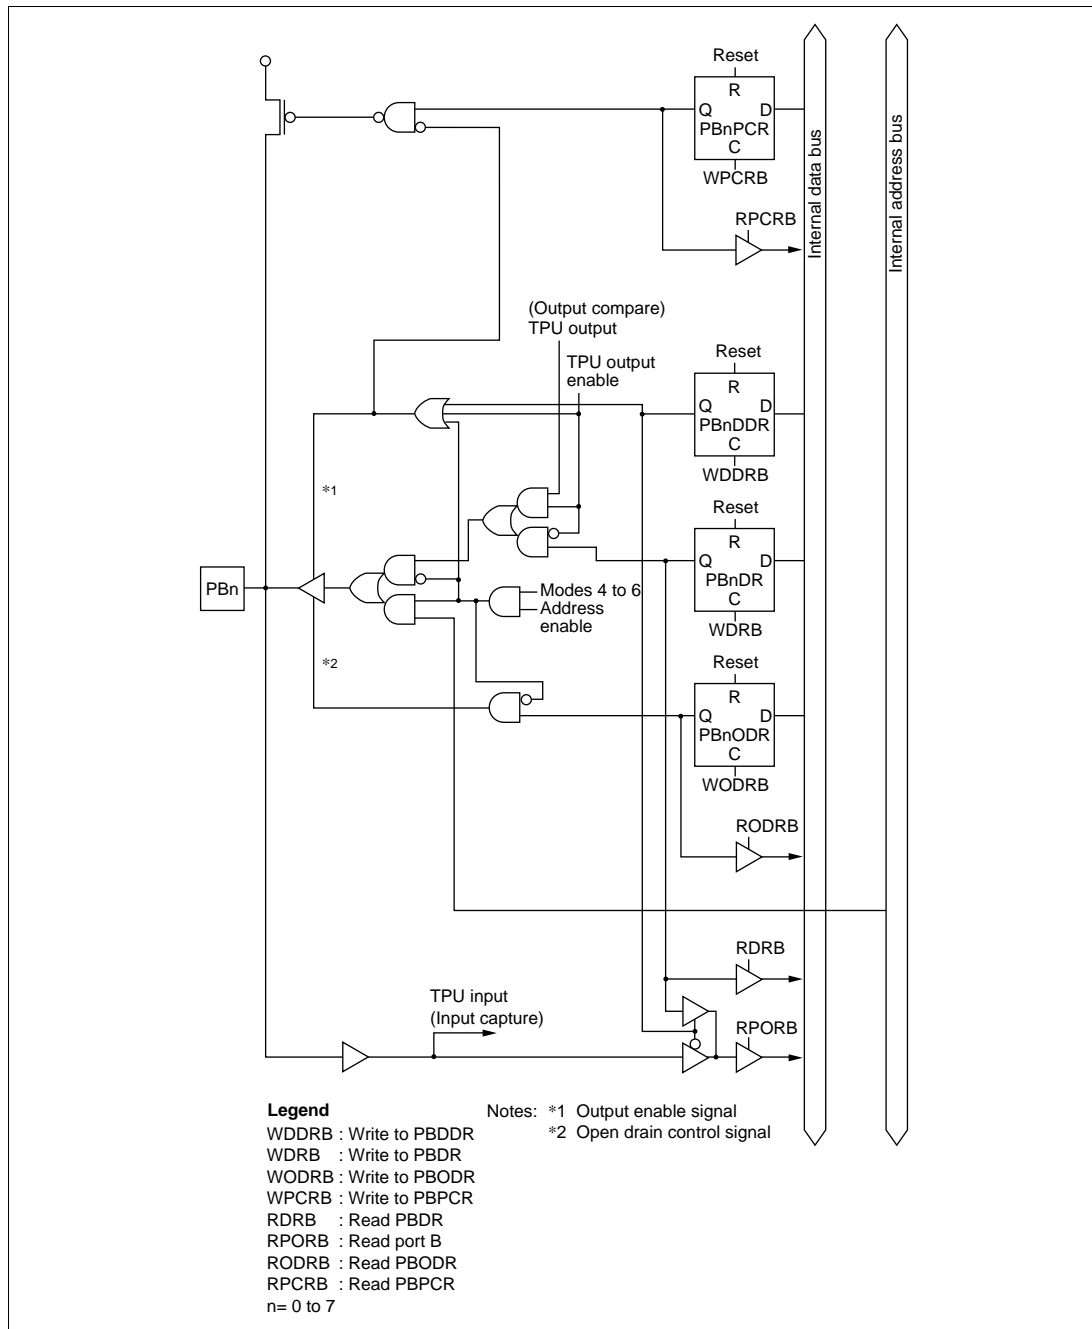 Reset
R
Q D
PBnPCR
C
WPCRB
RPCRB
Internal data bus
Internal address bus
(Output compare)
TPU output
TPU output
enable
Reset
R
Q D
PBnDDR
C
WDDRB
*1
Reset
R
Q D
PBnDR
C
WDRB
PBn
Modes 4 to 6
Address
enable
*2
Reset
R
Q D
PBnODR
C
WODRB
RODRB
RDRB
TPU input
(Input capture)
RPORB
Legend
WDDRB : Write to PBDDR
WDRB : Write to PBDR
WODRB : Write to PBODR
WPCRB : Write to PBPCR
RDRB : Read PBDR
RPORB : Read port B
RODRB : Read PBODR
RPCRB : Read PBPCR
n= 0 to 7
Notes: *1 Output enable signal
*2 Open drain control signal